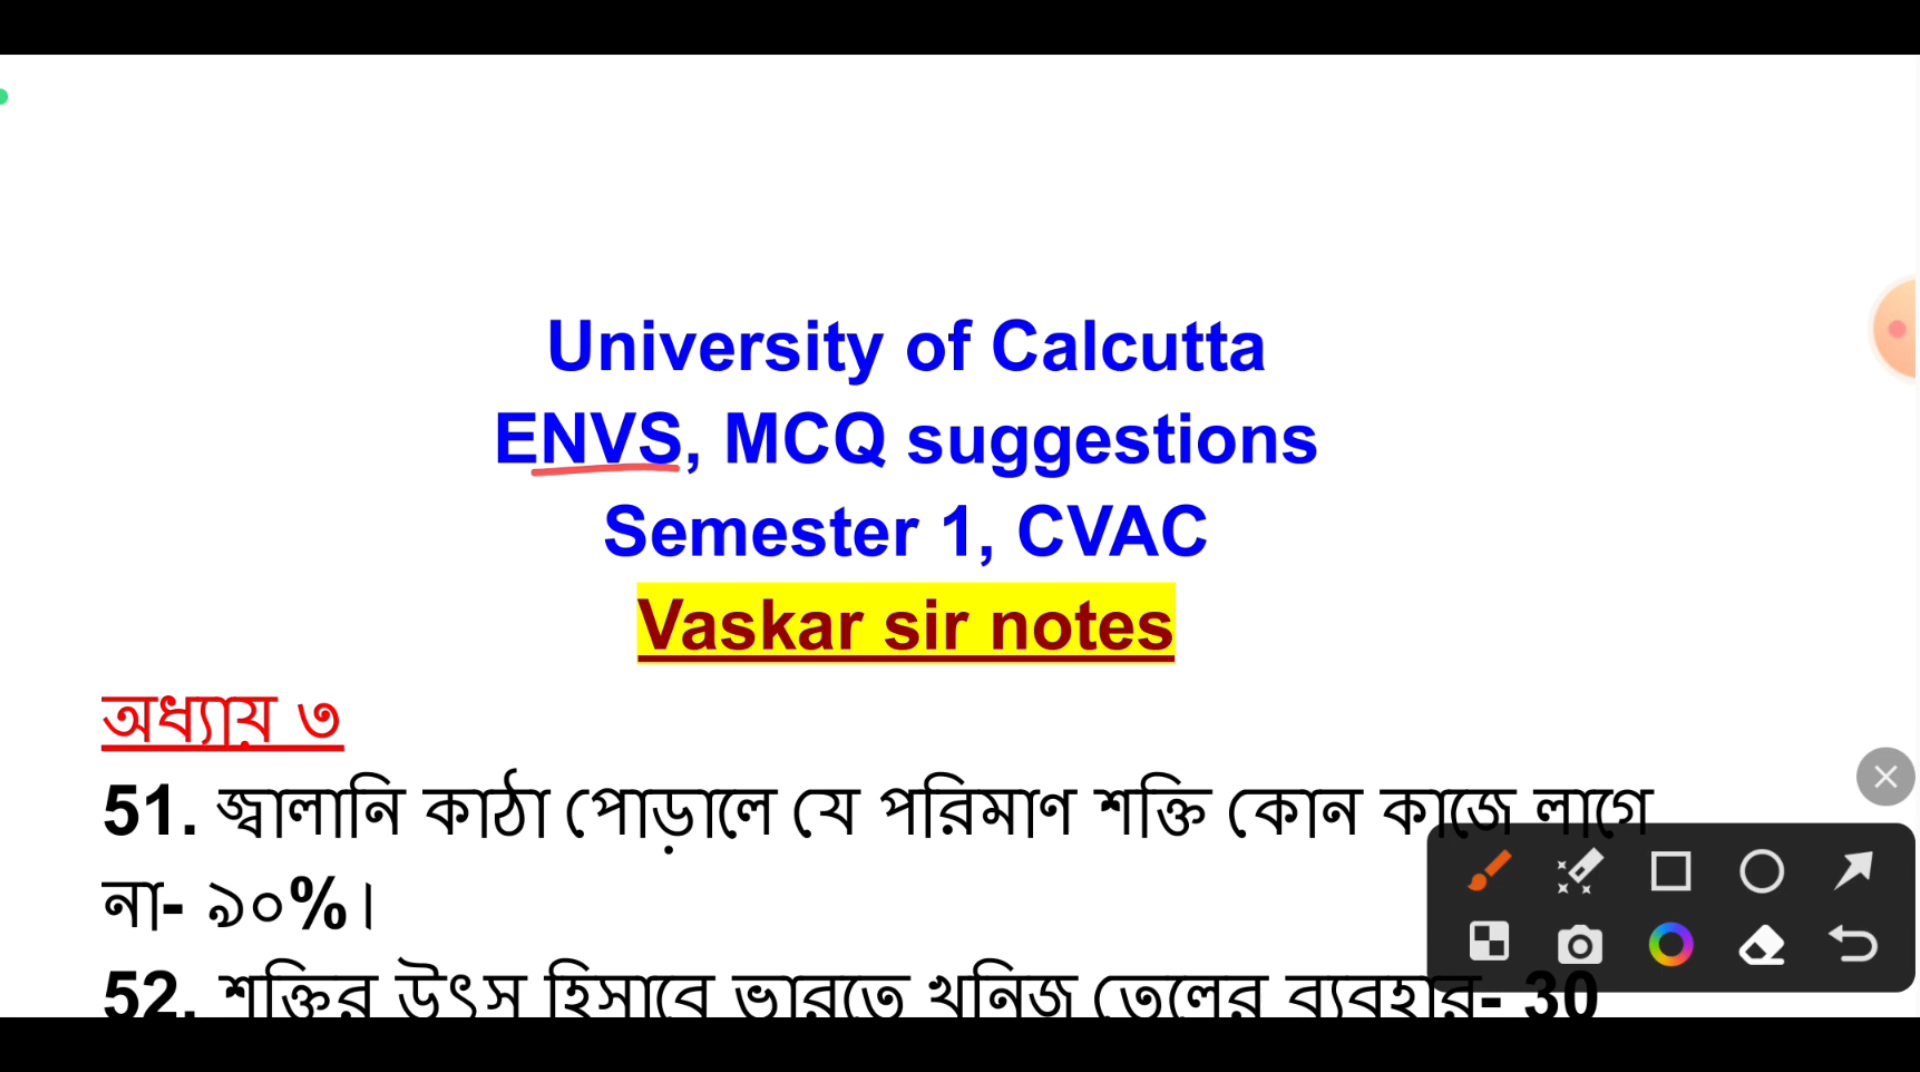 University of Calcutta
ENVS, MCQ suggestions
Semester 1, CVAC
Vaskar sir notes
অধ্যায় ৩
51. জ্বালানি কাঠা পোড়ালে যে পরিমাণ শক্তি কোন কাজে লাগে
না- ৯০%।
52. শক্তির উৎস হিসাবে ভারতে খনিজ তেলের ব্যবহার- 30